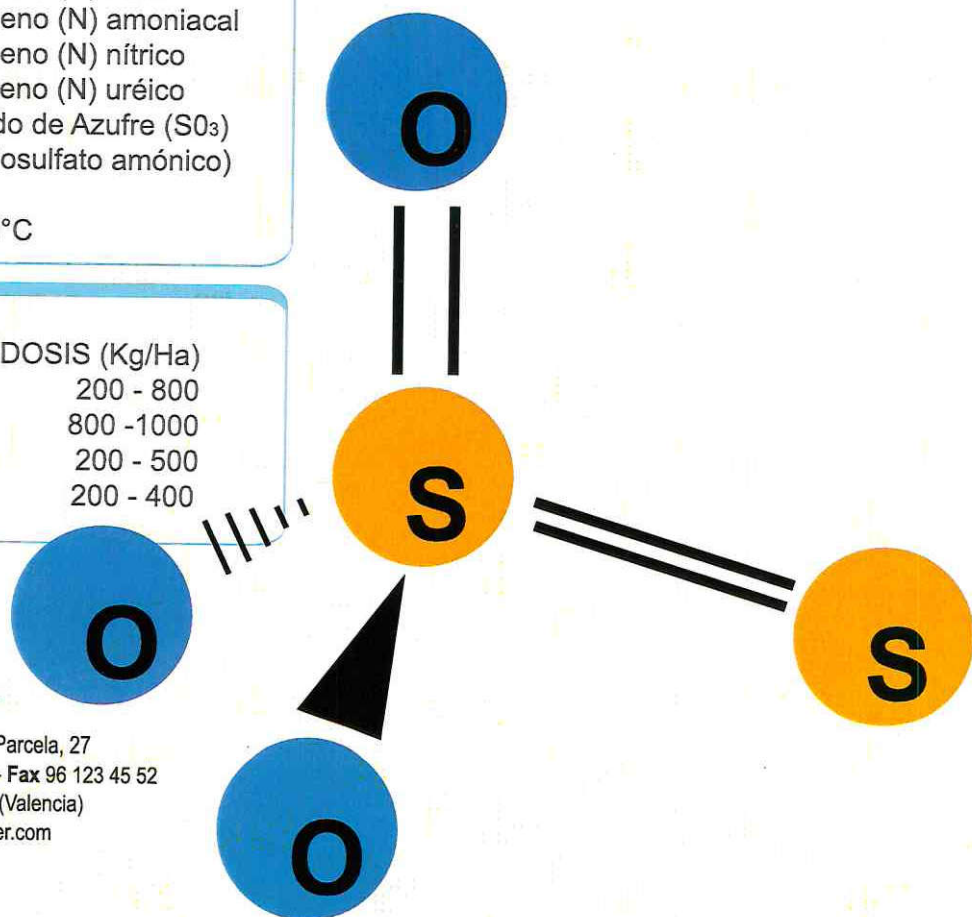 eno (N) amoniacal
eno (N) nítrico
eno (N) uréico
do de Azufre (S0₃)
osulfato amónico)
°C
DOSIS (Kg/Ha)
200 - 800
800 -1000
200 - 500
200 - 400
O
S
O
S
O
Parcela, 27
- Fax 96 123 45 52
(Valencia)
er.com